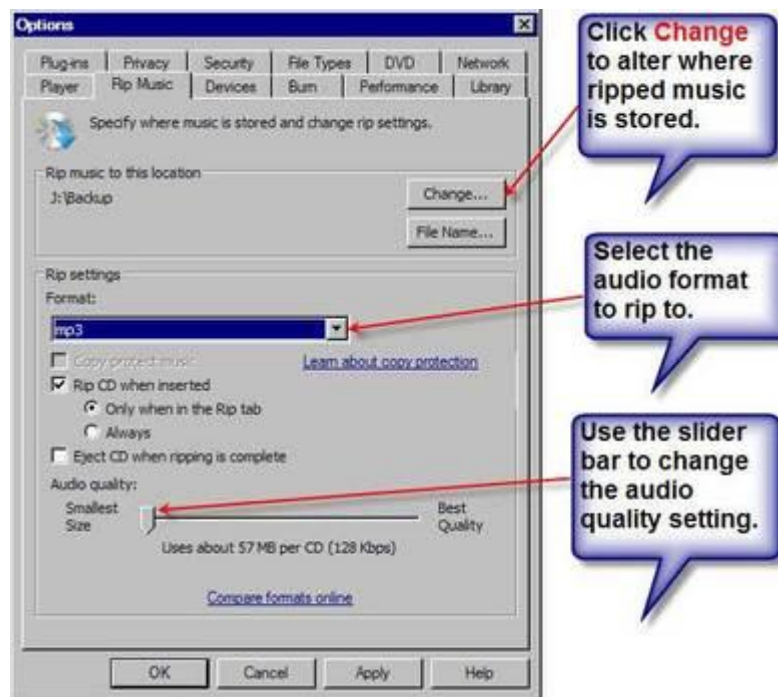 Options
Plug-ins Privacy Security File Types DVD Network
Player Rip Music Devices Burn Performance Library
Specify where music is stored and change rip settings.
Rip music to this location
J:\Backup
Change...
File Name...
Rip settings
Format:
mp3
Copy protect music
Learn about copy protection
Rip CD when inserted
Only when in the Rip tab
Always
Eject CD when ripping is complete
Audio quality:
Smallest
Size
Best
Quality
Uses about 57 MB per CD (128 Kbps)
Compare formats online
OK Cancel Apply Help
Click Change
to alter where
ripped music
is stored.
Select the
audio format
to rip to.
Use the slider
bar to change
the audio
quality setting.